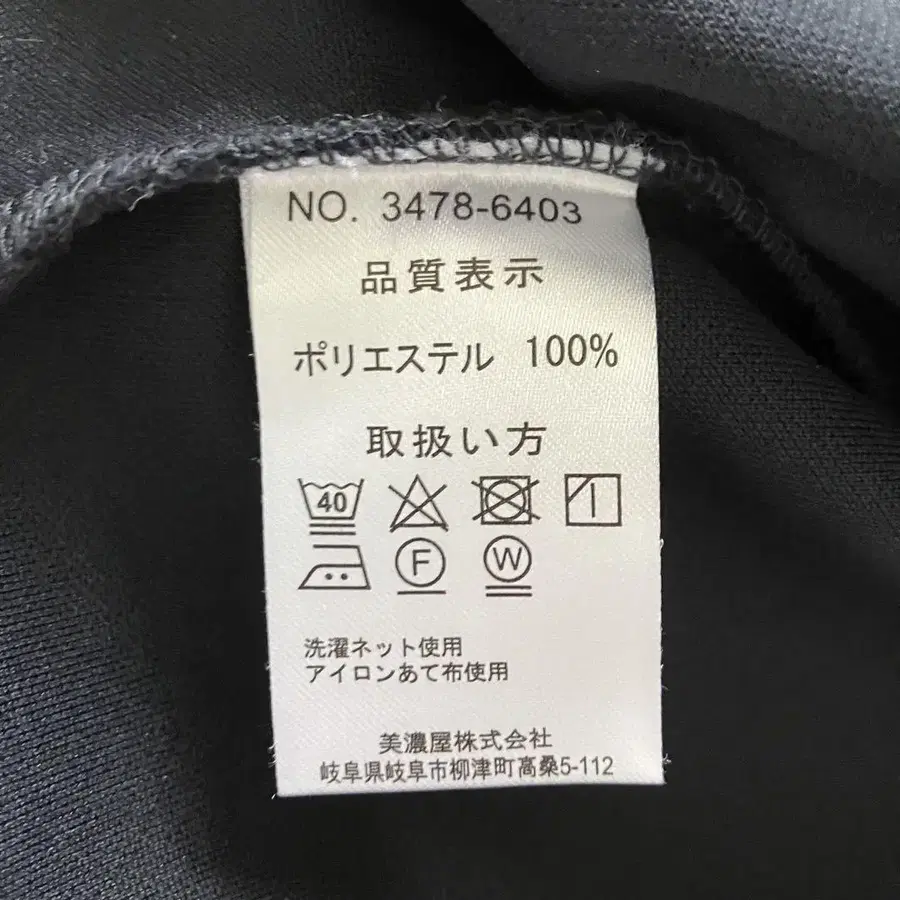 NO. 3478-6403
品質表示
ポリエステル 100%
取扱い方
40
F W
洗濯ネット使用
アイロンあて布使用
美濃屋株式会社
岐阜県岐阜市柳津町高桑5-112